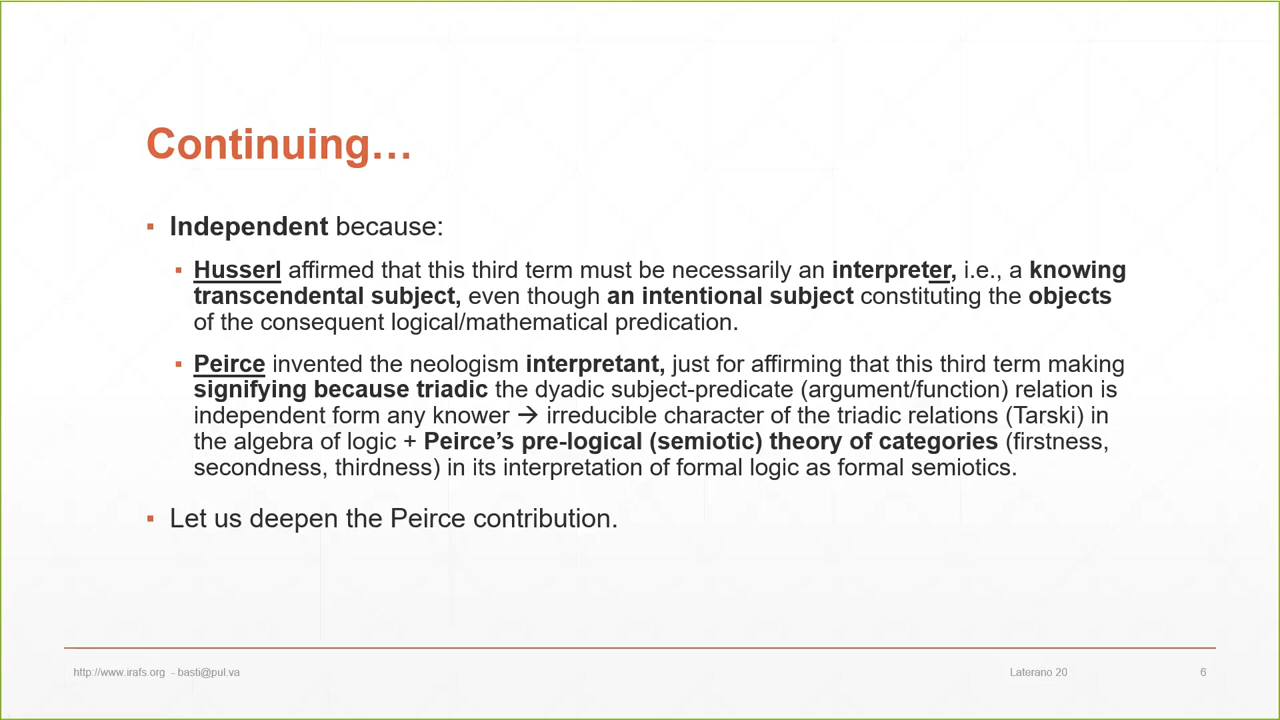 Continuing…
▪ Independent because:
▪ Husserl affirmed that this third term must be necessarily an interpreter, i.e., a knowing
transcendental subject, even though an intentional subject constituting the objects
of the consequent logical/mathematical predication.
▪ Peirce invented the neologism interpretant, just for affirming that this third term making
signifying because triadic the dyadic subject-predicate (argument/function) relation is
independent form any knower → irreducible character of the triadic relations (Tarski) in
the algebra of logic + Peirce’s pre-logical (semiotic) theory of categories (firstness,
secondness, thirdness) in its interpretation of formal logic as formal semiotics.
▪ Let us deepen the Peirce contribution.
http://www.irafs.org - basti@pul.va
Laterano 20
6